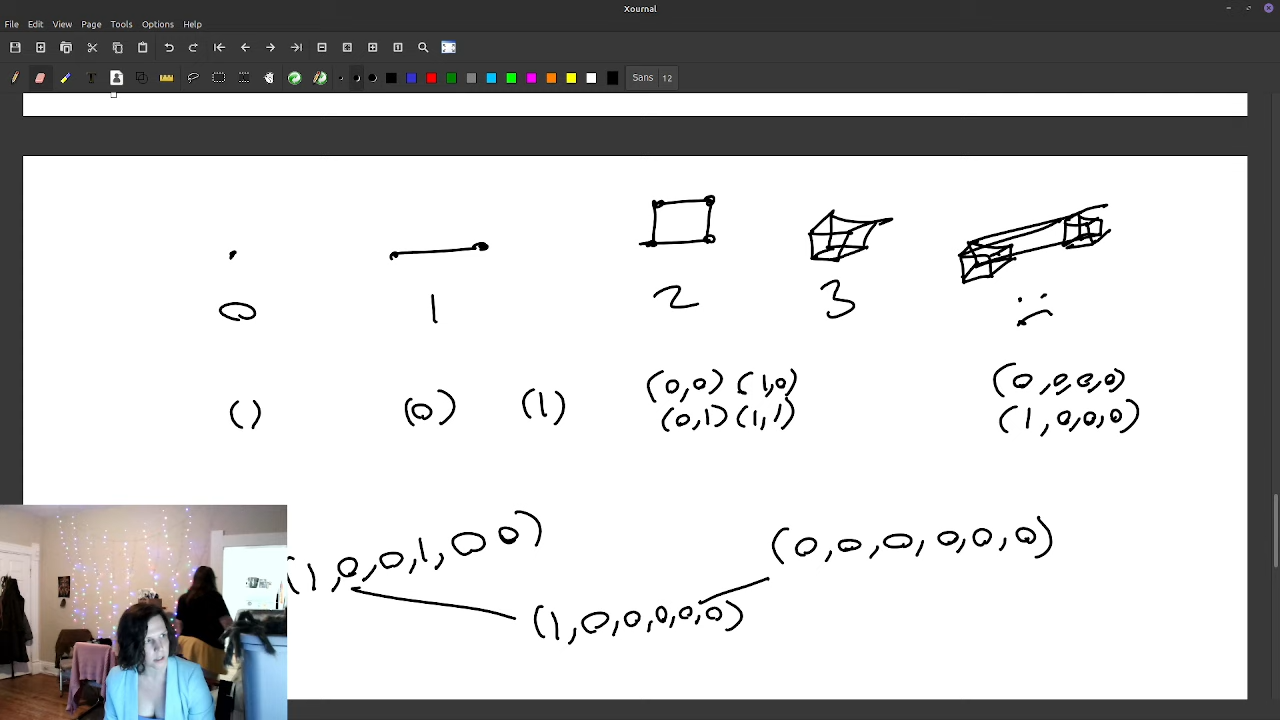 Xournal
File Edit View Page Tools Options Help
Sans 12
0 1 2 3
() (0) (1) (0,0) (1,0) (0,0,0,0)
(0,1) (1,1) (1,0,0,0)
(1,0,0,1,0 0) (0,0,0,0,0,0)
(1,0,0,0,0,0)